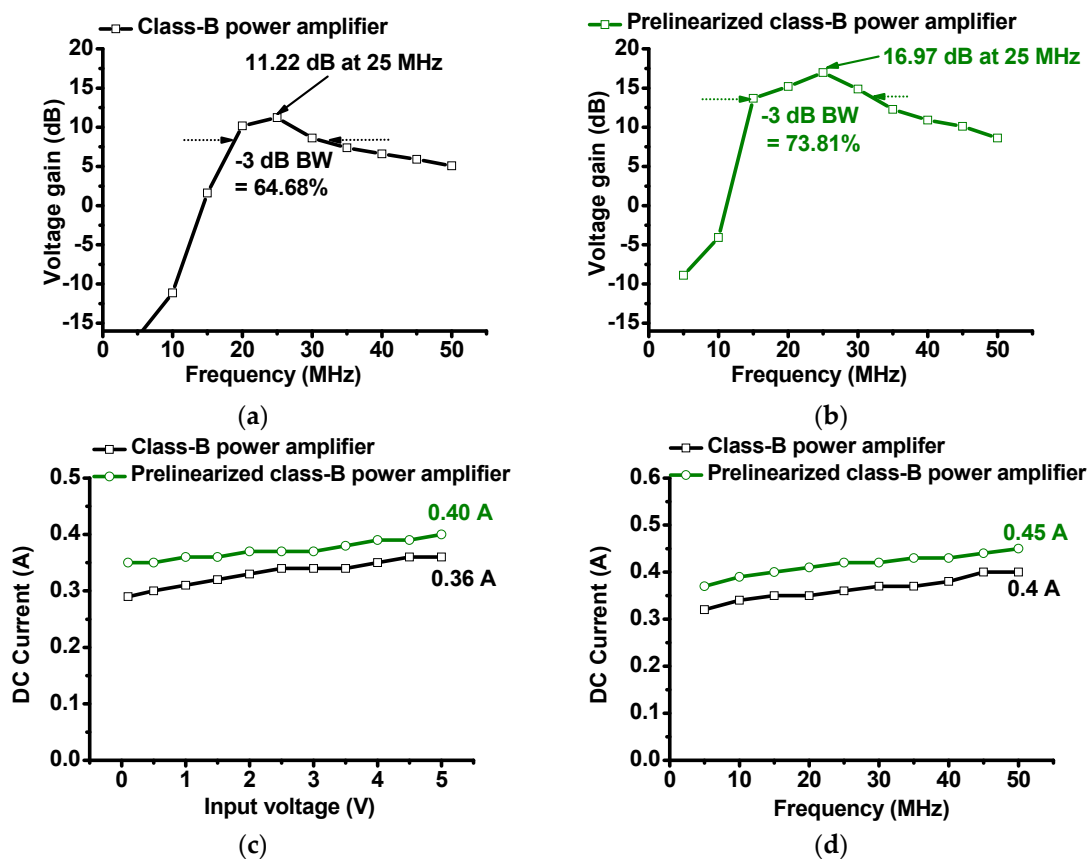 Class-B power amplifier
20
15
10
5
0
-5
-10
-15
Voltage gain (dB)
11.22 dB at 25 MHz
-3 dB BW
= 64.68%
0 10 20 30 40 50
Frequency (MHz)
(a)
Prelinearized class-B power amplifier
20
15
10
5
0
-5
-10
-15
Voltage gain (dB)
16.97 dB at 25 MHz
-3 dB BW
= 73.81%
0 10 20 30 40 50
Frequency (MHz)
(b)
Class-B power amplifier
Prelinearized class-B power amplifier
0.5
0.4
0.3
0.2
0.1
0.0
DC Current (A)
0.40 A
0.36 A
0 1 2 3 4 5
Input voltage (V)
(c)
Class-B power amplifer
Prelinearized class-B power amplifier
0.6
0.5
0.4
0.3
0.2
0.1
0.0
DC Current (A)
0.45 A
0.4 A
0 10 20 30 40 50
Frequency (MHz)
(d)